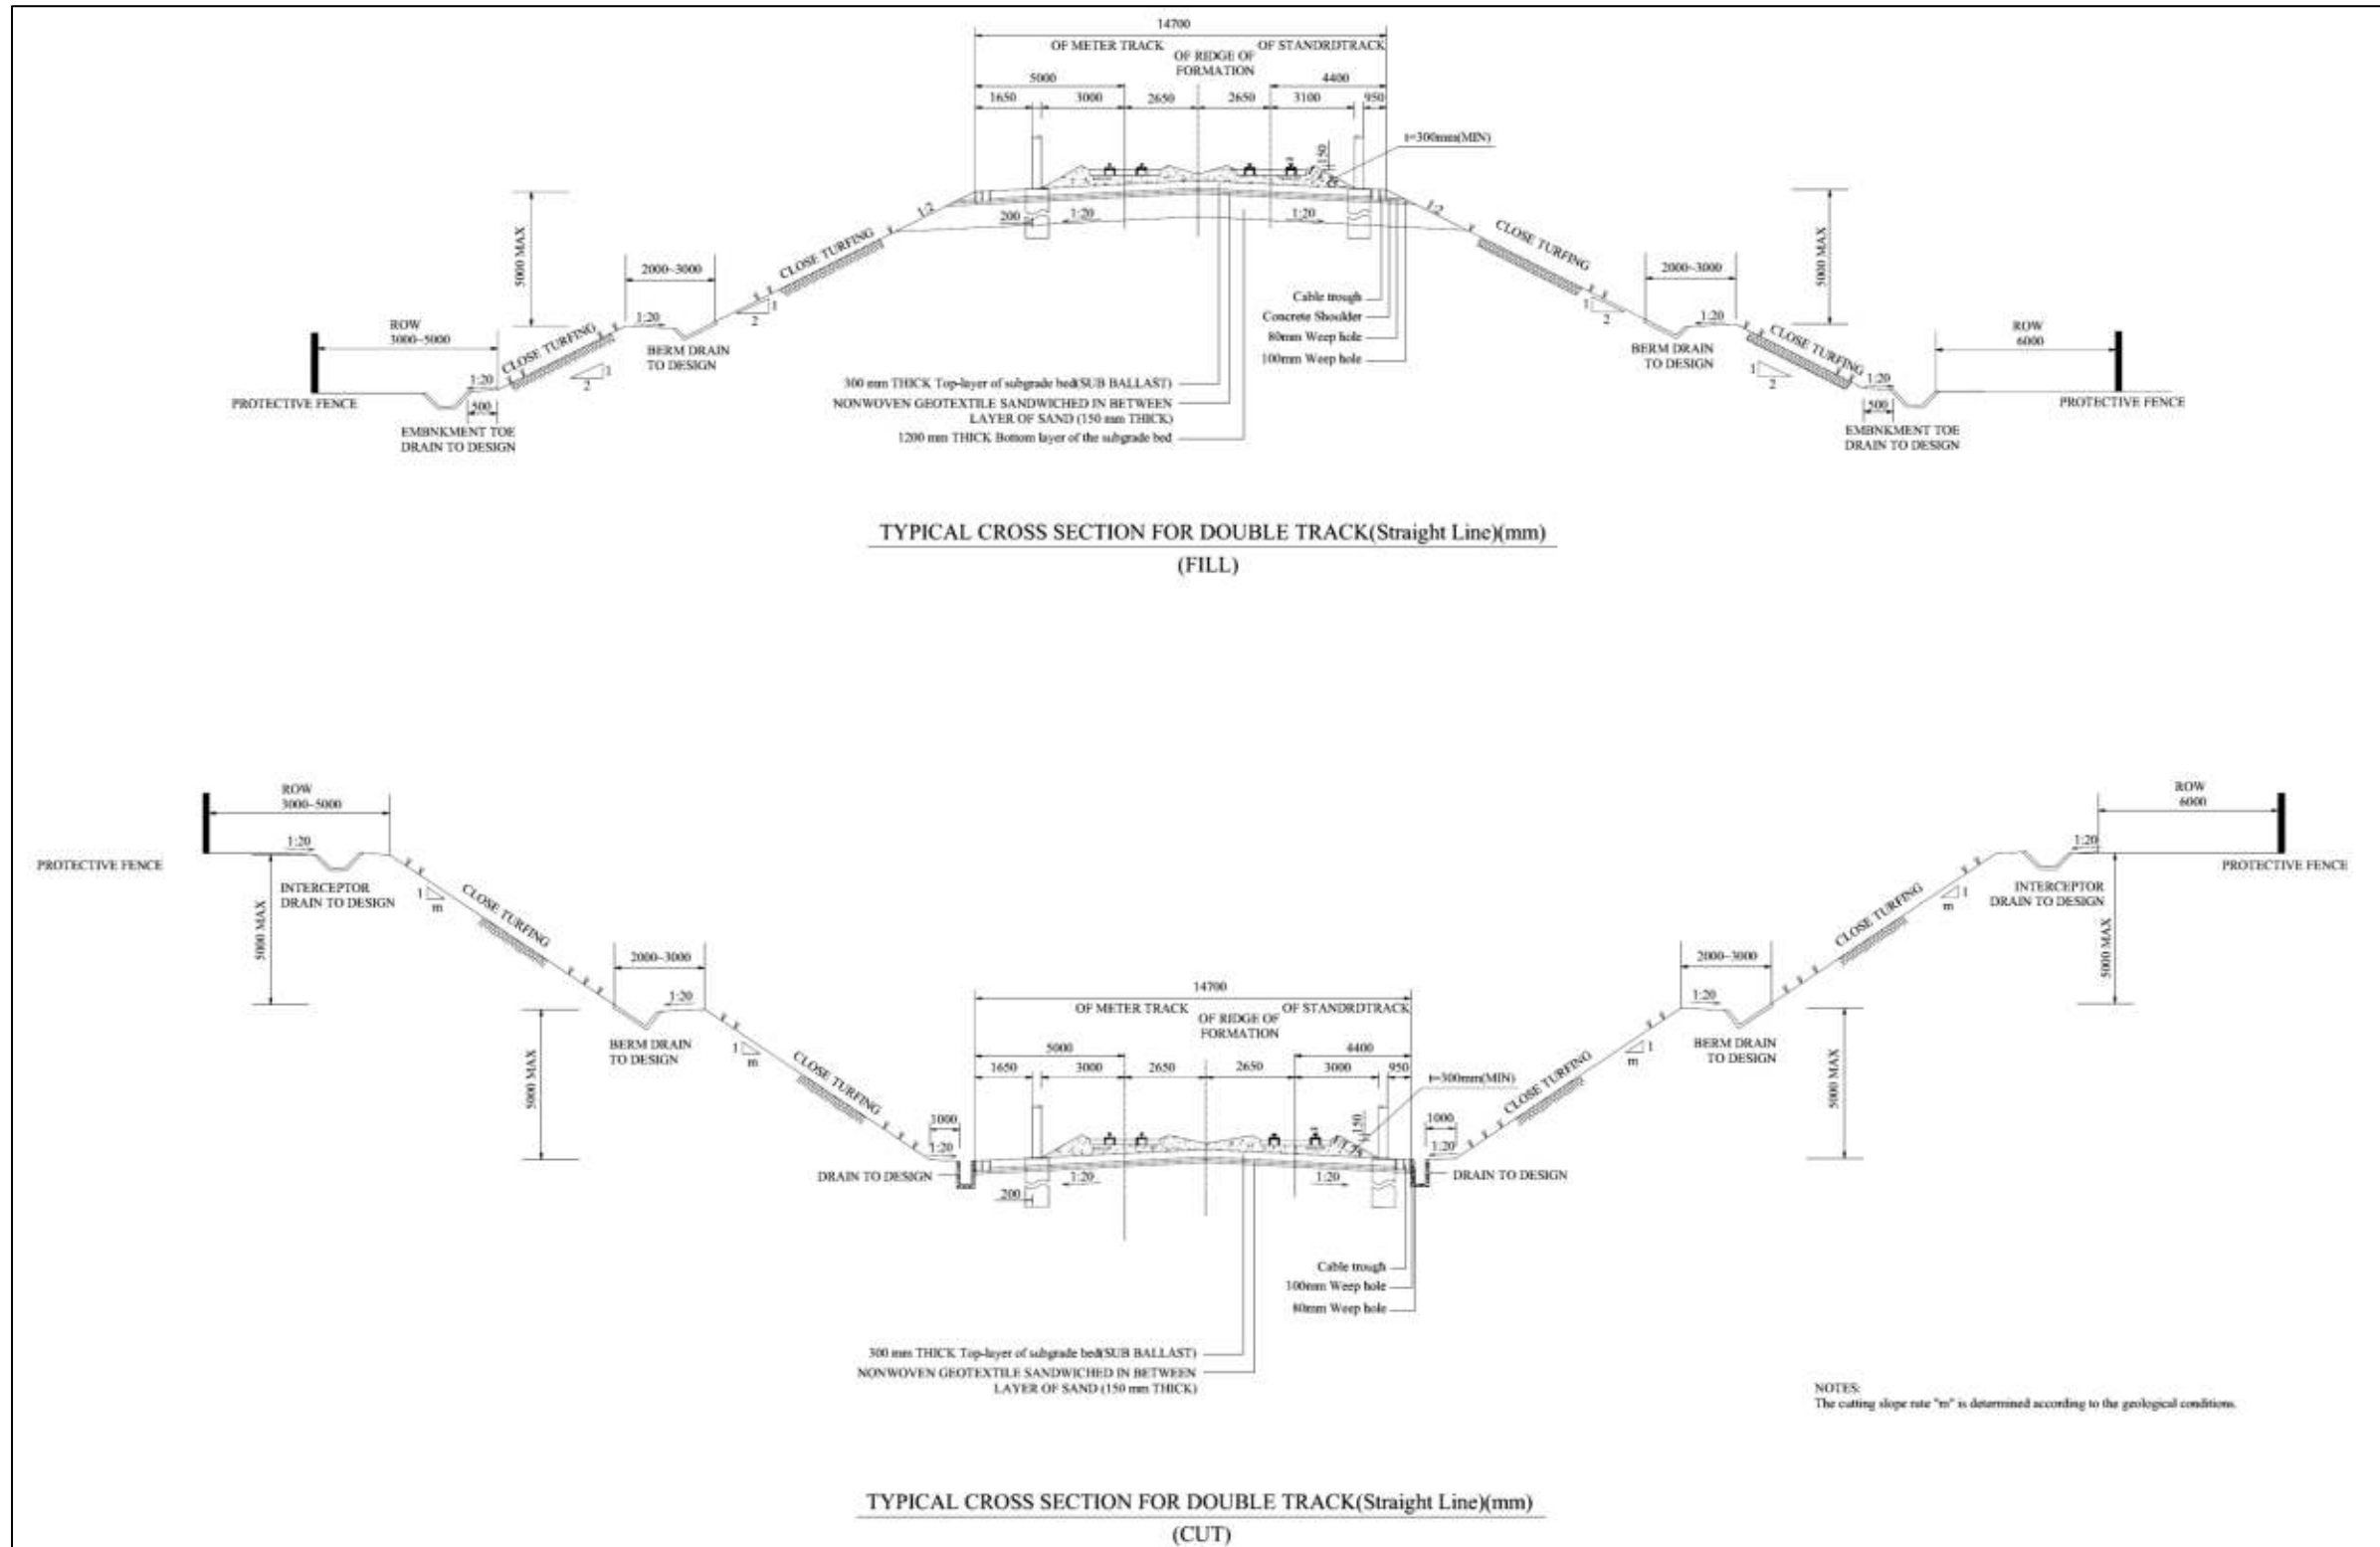 14700
OF METER TRACK
OF RIDGE OF
FORMATION
OF STANDRDTRACK
5000
4400
1650
3000
2650
2650
3100
950
t=300mm(MIN)
150
5000 MAX
1:2
200
1:20
1:20
1:2
5000 MAX
CLOSE TURFING
CLOSE TURFING
2000~3000
2000~3000
1
2
1
2
Cable trough
Concrete Shoulder
80mm Weep hole
100mm Weep hole
ROW
3000~5000
1:20
BERM DRAIN
TO DESIGN
CLOSE TURFING
1
2
1:20
500
PROTECTIVE FENCE
EMBNKMENT TOE
DRAIN TO DESIGN
300 mm THICK Top-layer of subgrade bed(SUB BALLAST)
NONWOVEN GEOTEXTILE SANDWICHED IN BETWEEN
LAYER OF SAND (150 mm THICK)
1200 mm THICK Bottom layer of the subgrade bed
BERM DRAIN
TO DESIGN
1:20
CLOSE TURFING
1
2
1:20
500
ROW
6000
PROTECTIVE FENCE
EMBNKMENT TOE
DRAIN TO DESIGN
TYPICAL CROSS SECTION FOR DOUBLE TRACK(Straight Line)(mm)
(FILL)
ROW
3000~5000
1:20
PROTECTIVE FENCE
INTERCEPTOR
DRAIN TO DESIGN
5000 MAX
1
m
CLOSE TURFING
2000~3000
1:20
BERM DRAIN
TO DESIGN
5000 MAX
1
m
CLOSE TURFING
1000
1:20
DRAIN TO DESIGN
14700
OF METER TRACK
OF RIDGE OF
FORMATION
OF STANDRDTRACK
5000
4400
1650
3000
2650
2650
3000
950
t=300mm(MIN)
150
200
1:20
1:20
1000
1:20
DRAIN TO DESIGN
CLOSE TURFING
1
m
2000~3000
1:20
BERM DRAIN
TO DESIGN
5000 MAX
CLOSE TURFING
1
m
ROW
6000
1:20
INTERCEPTOR
DRAIN TO DESIGN
5000 MAX
PROTECTIVE FENCE
Cable trough
100mm Weep hole
80mm Weep hole
300 mm THICK Top-layer of subgrade bed(SUB BALLAST)
NONWOVEN GEOTEXTILE SANDWICHED IN BETWEEN
LAYER OF SAND (150 mm THICK)
NOTES:
The cutting slope rate "m" is determined according to the geological conditions.
TYPICAL CROSS SECTION FOR DOUBLE TRACK(Straight Line)(mm)
(CUT)